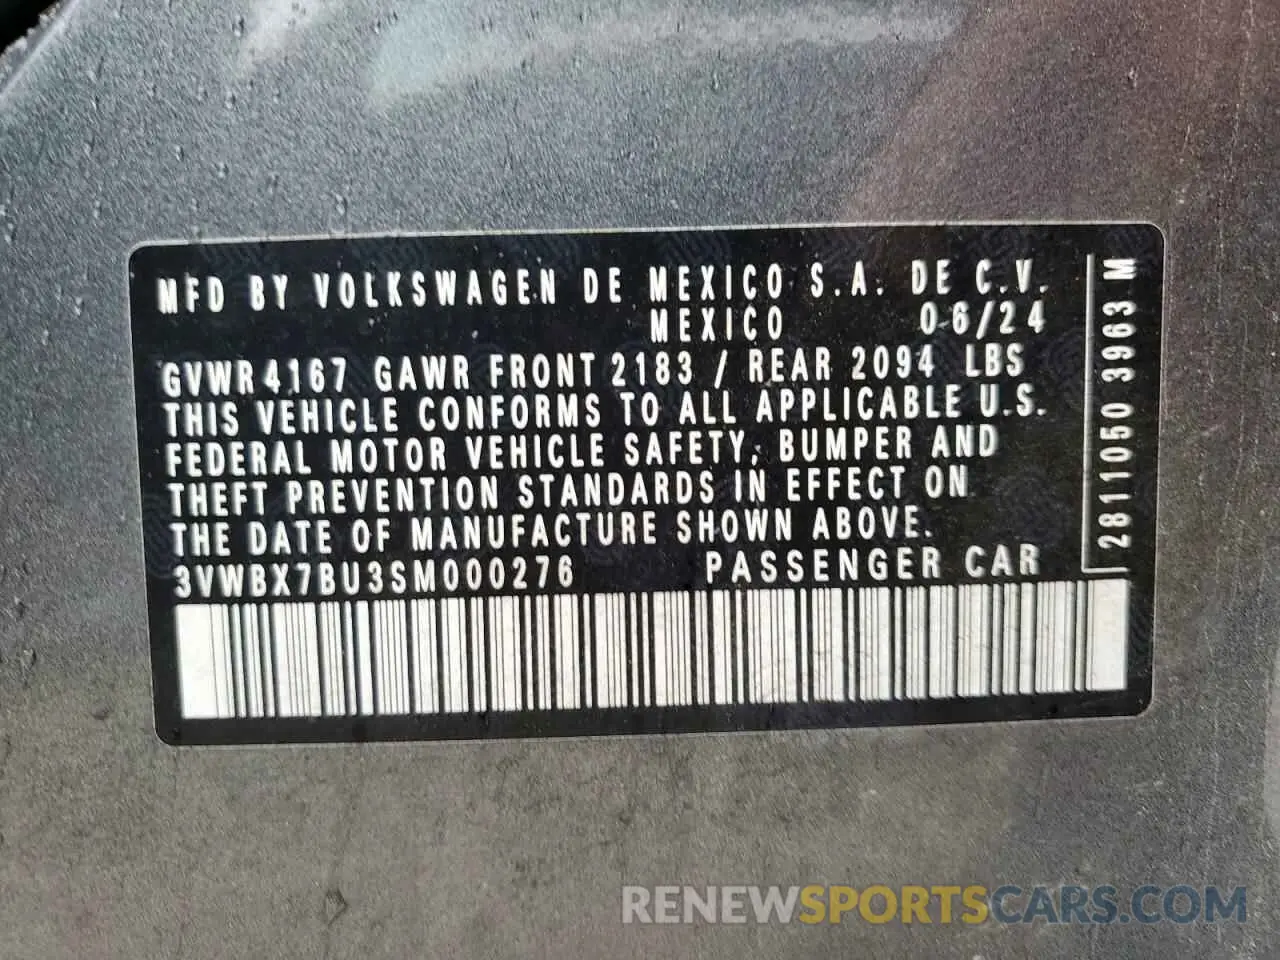 MFD BY VOLKSWAGEN DE MEXICO S.A. DE C.V.
MEXICO 06/24
GVWR 4167 GAWR FRONT 2183 / REAR 2094 LBS
THIS VEHICLE CONFORMS TO ALL APPLICABLE U.S.
FEDERAL MOTOR VEHICLE SAFETY, BUMPER AND
THEFT PREVENTION STANDARDS IN EFFECT ON
THE DATE OF MANUFACTURE SHOWN ABOVE.
3VWBX7BU3SM000276 PASSENGER CAR
2811050 3963 M
RENEWSPORTSCARS.COM